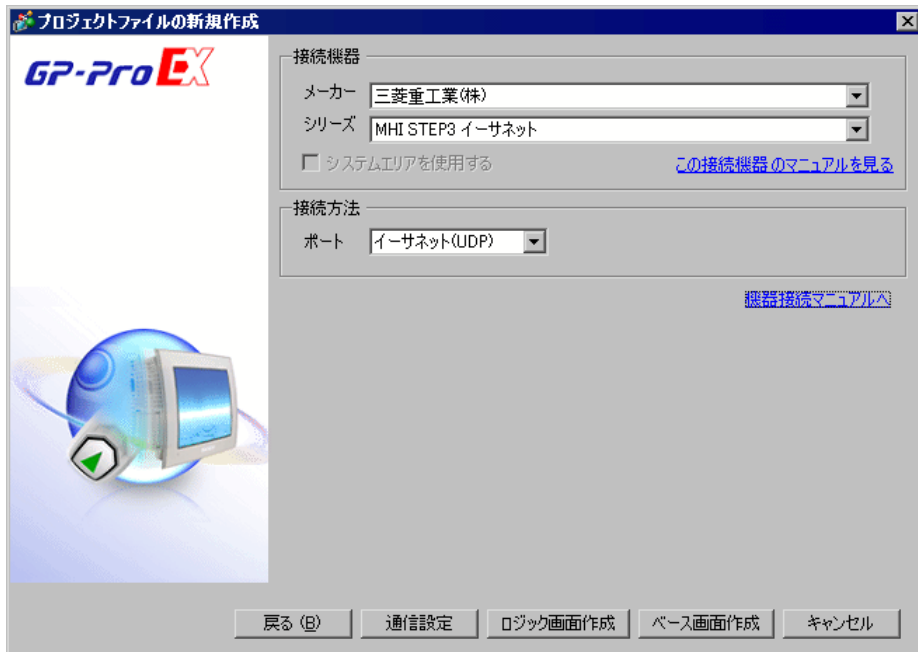 プロジェクトファイルの新規作成
GP-Pro EX
接続機器
メーカー 三菱重工業(株)
シリーズ MHI STEP3 イーサネット
システムエリアを使用する この接続機器のマニュアルを見る
接続方法
ポート イーサネット(UDP)
機器接続マニュアルへ
戻る (B) 通信設定 ロジック画面作成 ベース画面作成 キャンセル